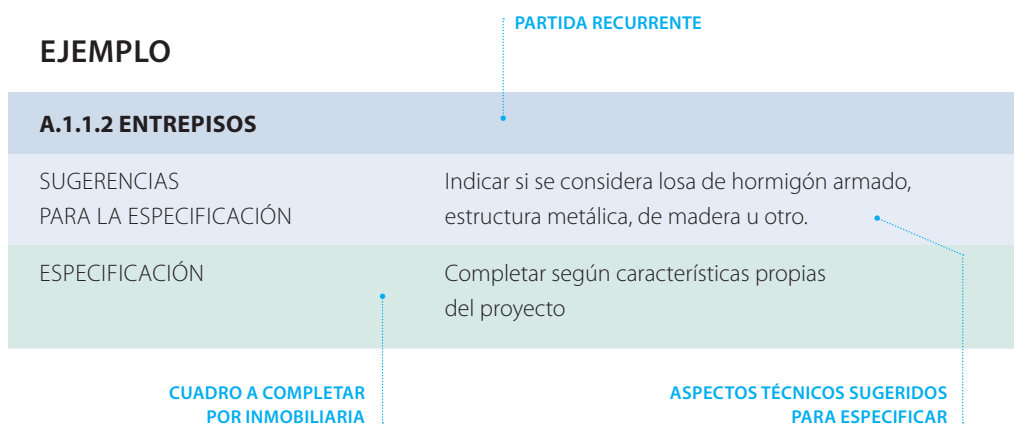 PARTIDA RECURRENTE
EJEMPLO
A.1.1.2 ENTREPISOS
SUGERENCIAS
PARA LA ESPECIFICACIÓN
Indicar si se considera losa de hormigón armado,
estructura metálica, de madera u otro.
ESPECIFICACIÓN
Completar según características propias
del proyecto
CUADRO A COMPLETAR
POR INMOBILIARIA
ASPECTOS TÉCNICOS SUGERIDOS
PARA ESPECIFICAR